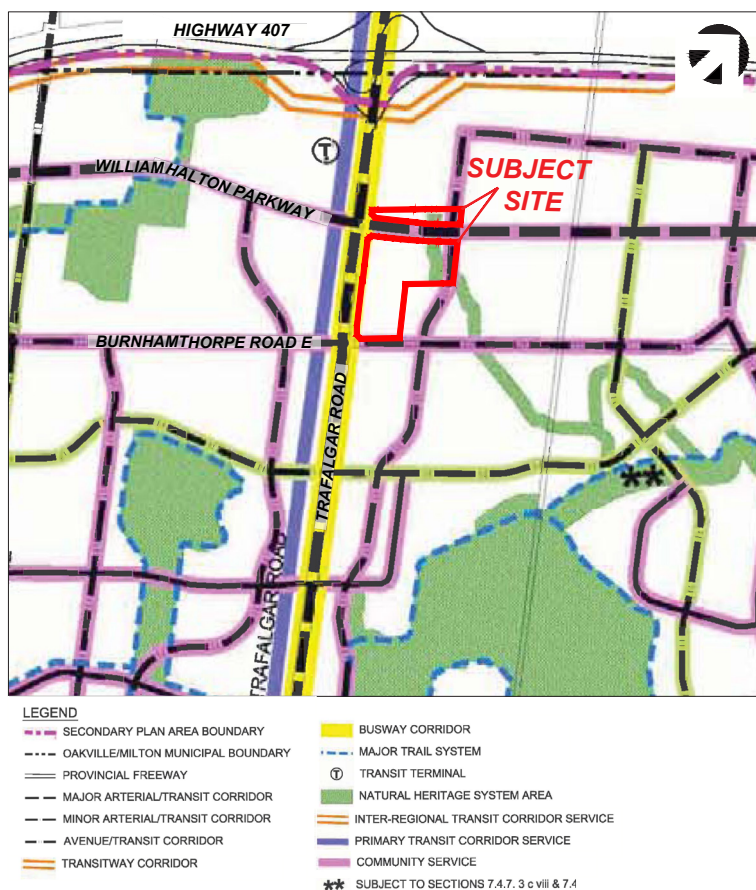 HIGHWAY 407
T
WILLIAM HALTON PARKWAY
SUBJECT
SITE
BURNHAMTHORPE ROAD E
TRAFALGAR ROAD
**
TRAFALGAR ROAD
LEGEND
SECONDARY PLAN AREA BOUNDARY
OAKVILLE/MILTON MUNICIPAL BOUNDARY
PROVINCIAL FREEWAY
MAJOR ARTERIAL/TRANSIT CORRIDOR
MINOR ARTERIAL/TRANSIT CORRIDOR
AVENUE/TRANSIT CORRIDOR
TRANSITWAY CORRIDOR
BUSWAY CORRIDOR
MAJOR TRAIL SYSTEM
T TRANSIT TERMINAL
NATURAL HERITAGE SYSTEM AREA
INTER-REGIONAL TRANSIT CORRIDOR SERVICE
PRIMARY TRANSIT CORRIDOR SERVICE
COMMUNITY SERVICE
** SUBJECT TO SECTIONS 7.4.7. 3 c viii & 7.4